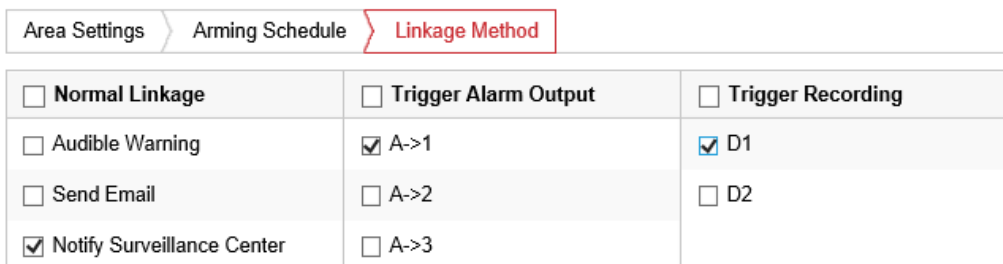 Area Settings Arming Schedule Linkage Method
Normal Linkage Trigger Alarm Output Trigger Recording
Audible Warning A->1 D1
Send Email A->2 D2
Notify Surveillance Center A->3